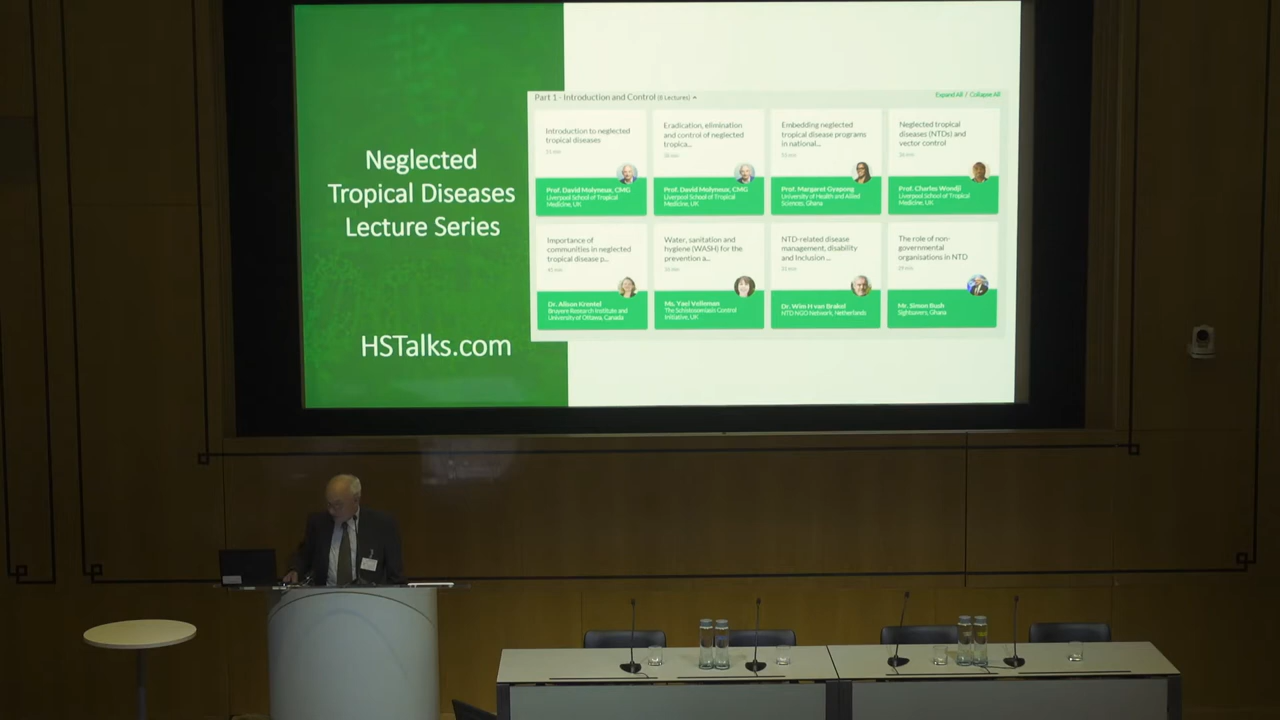 Neglected
Tropical Diseases
Lecture Series
HSTalks.com
Part 1 - Introduction and Control (8 Lectures)
Expand All / Collapse All
Introduction to neglected
tropical diseases
Prof. David Molyneux, CMG
Liverpool School of Tropical
Medicine, UK
Eradication, elimination
and control of neglected
tropica...
Prof. David Molyneux, CMG
Liverpool School of Tropical
Medicine, UK
Embedding neglected
tropical disease programs
in national...
Prof. Margaret Gyapong
University of Health and Allied
Sciences, Ghana
Neglected tropical
diseases (NTDs) and
vector control
Prof. Charles Wondji
Liverpool School of Tropical
Medicine, UK
Importance of
communities in neglected
tropical disease p...
Dr. Alison Krentel
Bruyere Research Institute and
University of Ottawa, Canada
Water, sanitation and
hygiene (WASH) for the
prevention a...
Ms. Yael Velleman
The Schistosomiasis Control
Initiative, UK
NTD-related disease
management, disability
and inclusion ...
Dr. Wim H van Brakel
NTD NGO Network, Netherlands
The role of non-
governmental
organisations in NTD
Mr. Simon Bush
Sightsavers, Ghana